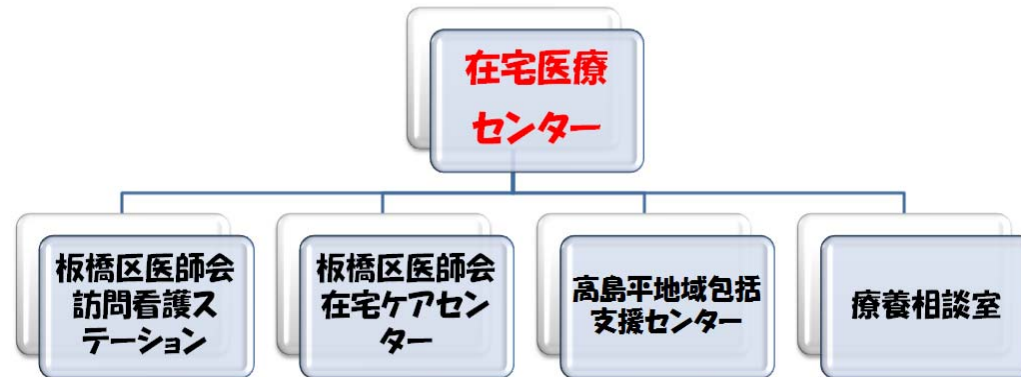 在宅医療
センター
板橋区医師会
訪問看護ス
テーション
板橋区医師会
在宅ケアセン
ター
高島平地域包括
支援センター
療養相談室